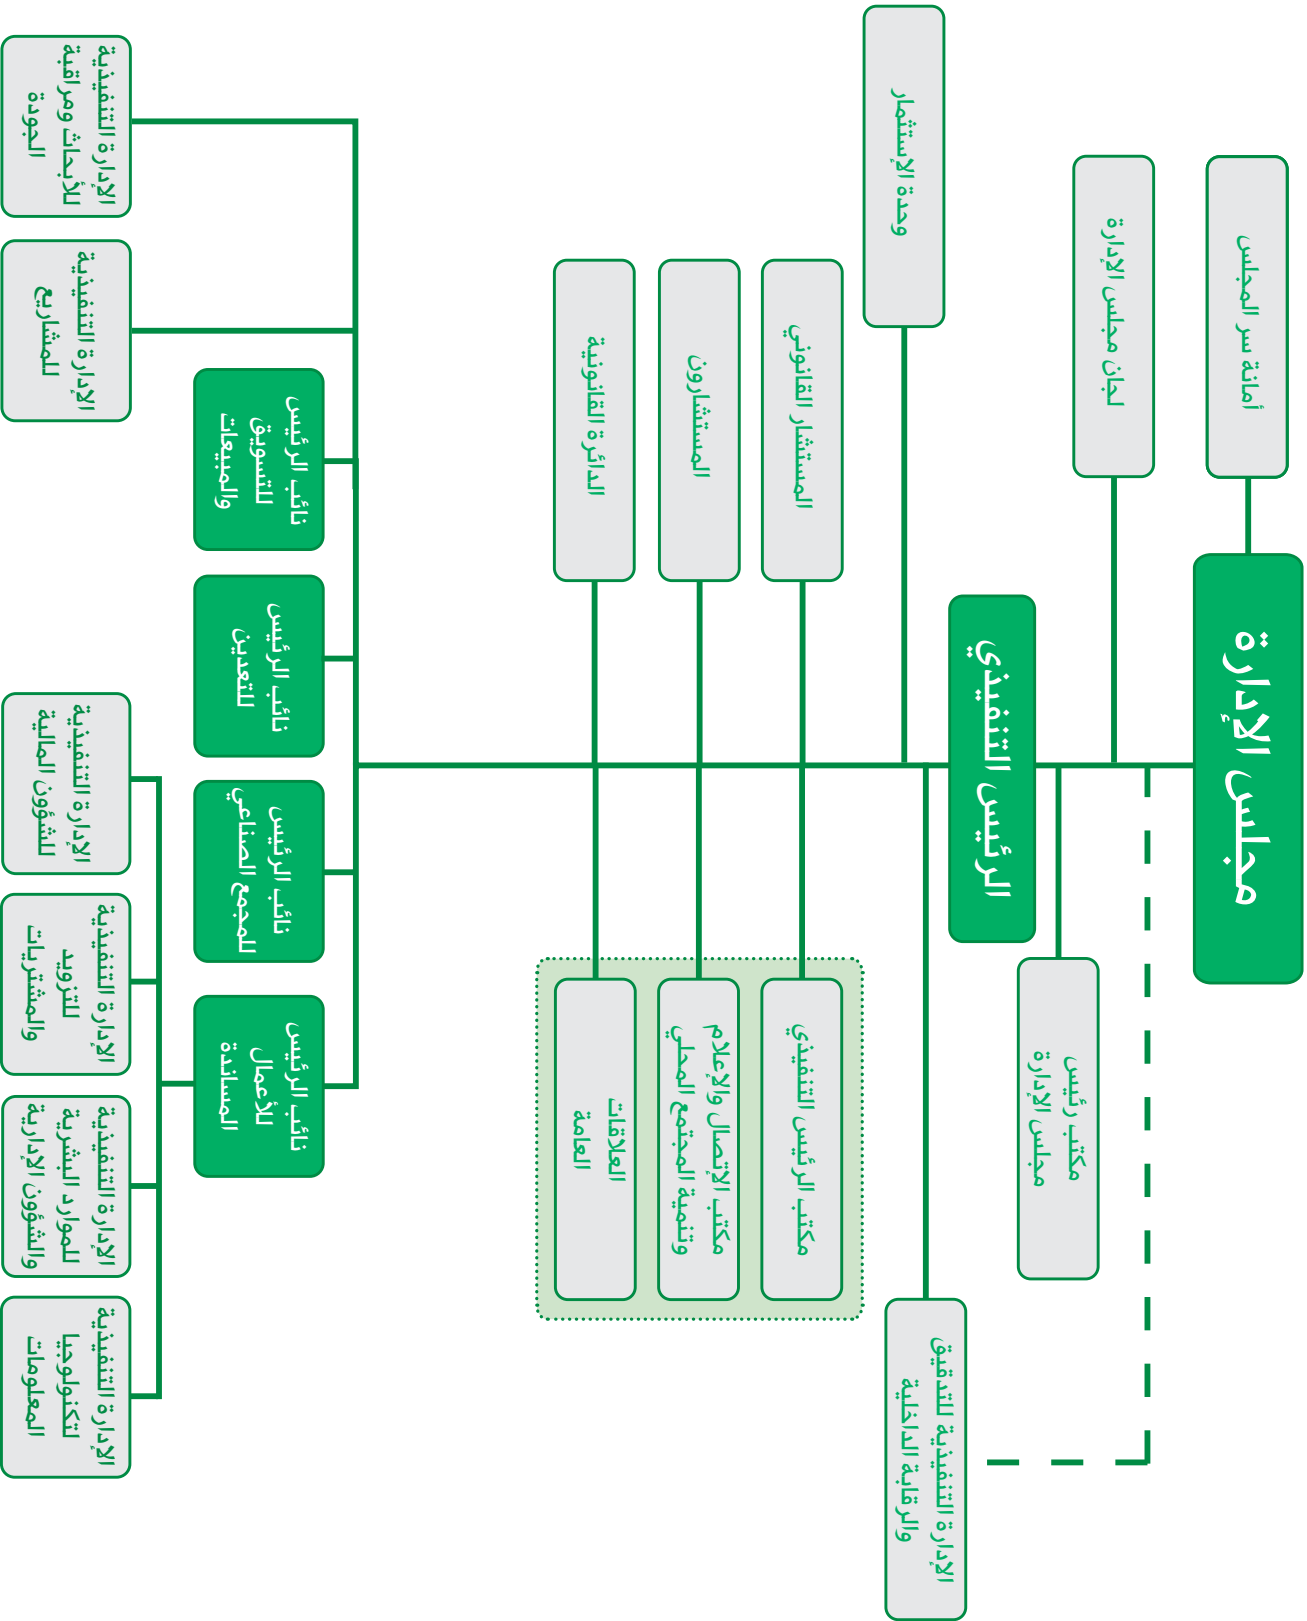 مجلس الإدارة
أمانة سر المجلس
لجان مجلس الإدارة
مكتب رئيس
مجلس الإدارة
الرئيس التنفيذي
الإدارة التنفيذية للتدقيق
والرقابة الداخلية
وحدة الإستثمار
مكتب الرئيس التنفيذي
المستشار القانوني
مكتب الإتصال والإعلام
وتنمية المجتمع المحلي
المستشارون
العلاقات
العامة
الدائرة القانونية
نائب الرئيس
للأعمال
المساندة
نائب الرئيس
للمجمع الصناعي
نائب الرئيس
للتعدين
نائب الرئيس
للتسويق
والمبيعات
الإدارة التنفيذية
لتكنولوجيا
المعلومات
الإدارة التنفيذية
للموارد البشرية
والشؤون الإدارية
الإدارة التنفيذية
للتزويد
والمشتريات
الإدارة التنفيذية
للشؤون المالية
الإدارة التنفيذية
للمشاريع
الإدارة التنفيذية
للأبحاث ومراقبة
الجودة